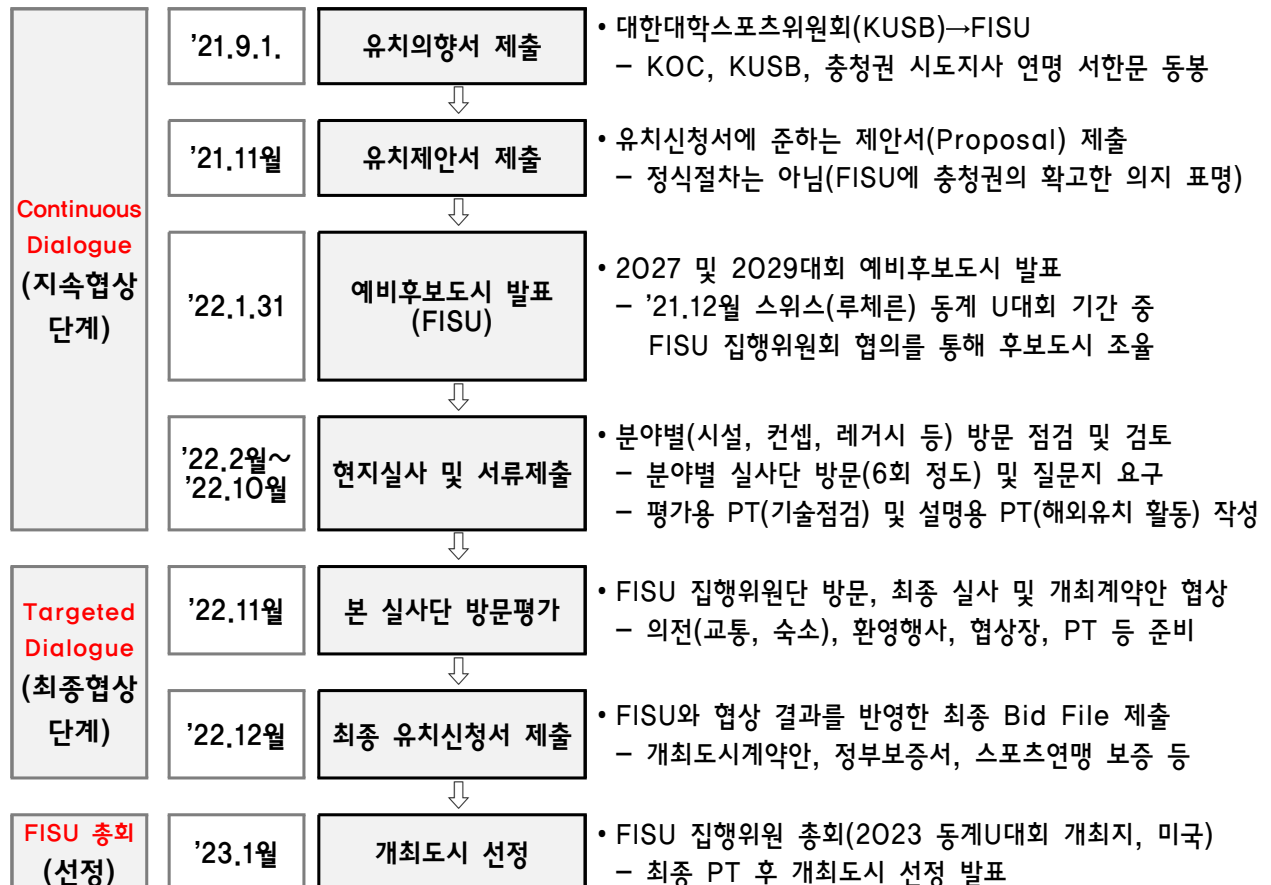 Continuous
Dialogue
(지속협상
단계)
’21.9.1.
유치의향서 제출
• 대한대학스포츠위원회(KUSB)→FISU
– KOC, KUSB, 충청권 시도지사 연명 서한문 동봉
’21.11월
유치제안서 제출
• 유치신청서에 준하는 제안서(Proposal) 제출
– 정식절차는 아님(FISU에 충청권의 확고한 의지 표명)
’22.1.31
예비후보도시 발표
(FISU)
• 2027 및 2029대회 예비후보도시 발표
– ’21.12월 스위스(루체른) 동계 U대회 기간 중
FISU 집행위원회 협의를 통해 후보도시 조율
’22.2월~
’22.10월
현지실사 및 서류제출
• 분야별(시설, 컨셉, 레거시 등) 방문 점검 및 검토
– 분야별 실사단 방문(6회 정도) 및 질문지 요구
– 평가용 PT(기술점검) 및 설명용 PT(해외유치 활동) 작성
Targeted
Dialogue
(최종협상
단계)
’22.11월
본 실사단 방문평가
• FISU 집행위원단 방문, 최종 실사 및 개최계약안 협상
– 의전(교통, 숙소), 환영행사, 협상장, PT 등 준비
’22.12월
최종 유치신청서 제출
• FISU와 협상 결과를 반영한 최종 Bid File 제출
– 개최도시계약안, 정부보증서, 스포츠연맹 보증 등
FISU 총회
(선정)
’23.1월
개최도시 선정
• FISU 집행위원 총회(2023 동계U대회 개최지, 미국)
– 최종 PT 후 개최도시 선정 발표